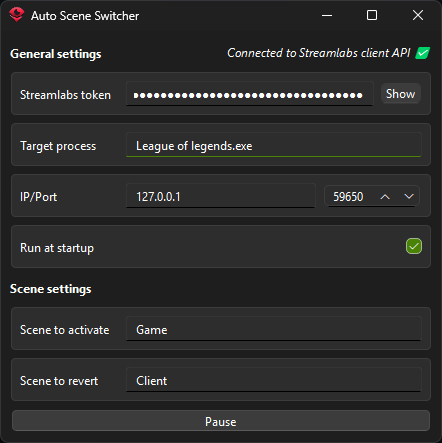 Auto Scene Switcher
General settings
Connected to Streamlabs client API
Streamlabs token
●●●●●●●●●●●●●●●●●●●●●●●●●●●●●●●●●● Show
Target process
League of legends.exe
IP/Port
127.0.0.1
59650
Run at startup
Scene settings
Scene to activate
Game
Scene to revert
Client
Pause